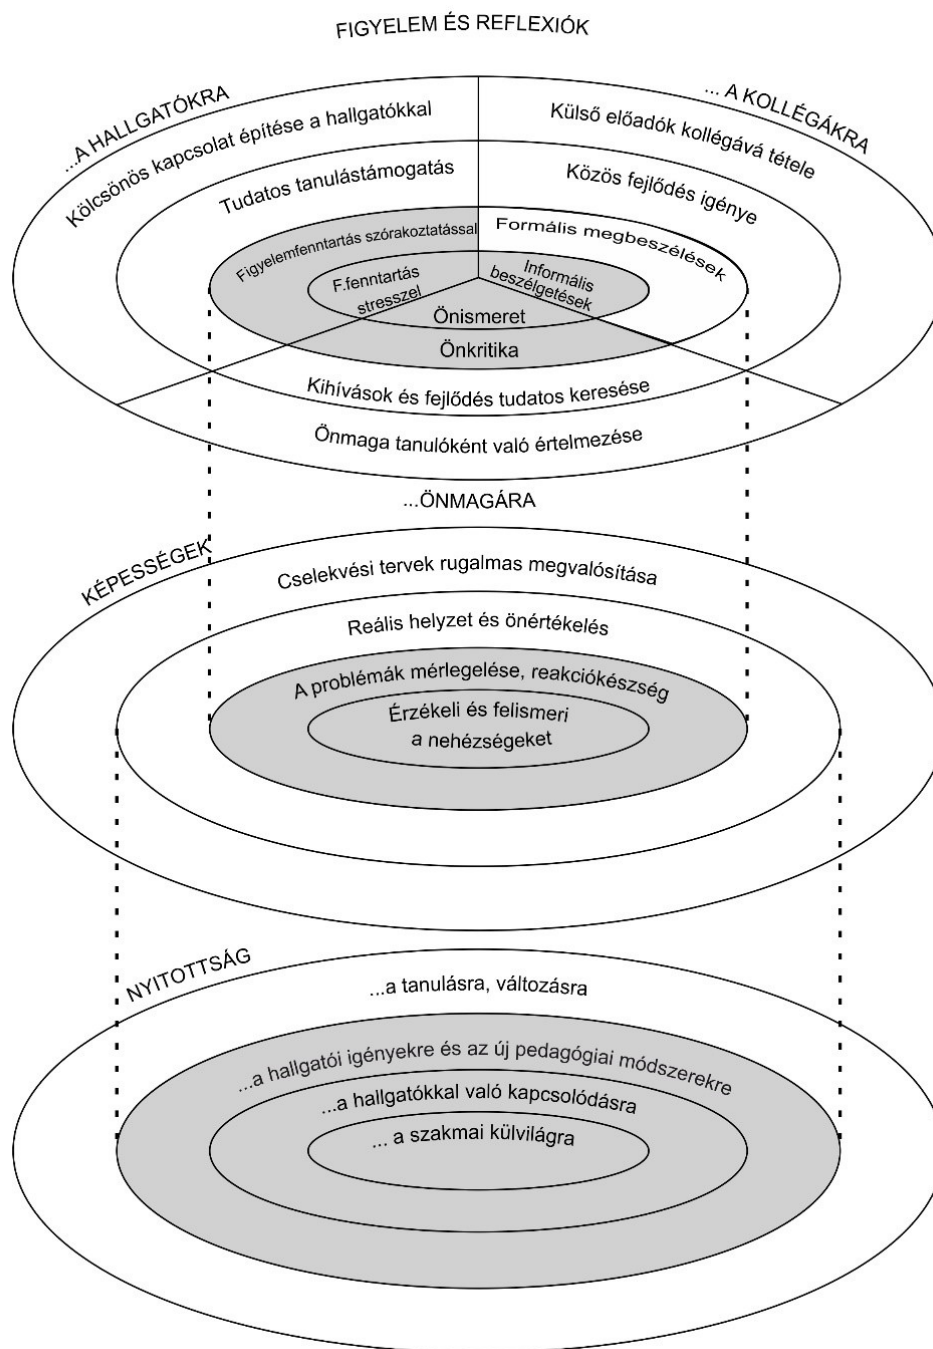 FIGYELEM ÉS REFLEXIÓK
...A HALLGATÓKRA
... A KOLLÉGÁKRA
Kölcsönös kapcsolat építése a hallgatókkal
Külső előadók kollégává tétele
Tudatos tanulástámogatás
Közös fejlődés igénye
Figyelemfenntartás szórakoztatással
Formális megbeszélések
F.fenntartás
stresszel
Informális
beszélgetések
Önismeret
Önkritika
Kihívások és fejlődés tudatos keresése
Önmaga tanulóként való értelmezése
...ÖNMAGÁRA
KÉPESSÉGEK
Cselekvési tervek rugalmas megvalósítása
Reális helyzet és önértékelés
A problémák mérlegelése, reakciókészség
Érzékeli és felismeri
a nehézségeket
NYITOTTSÁG
...a tanulásra, változásra
...a hallgatói igényekre és az új pedagógiai módszerekre
...a hallgatókkal való kapcsolódásra
... a szakmai külvilágra